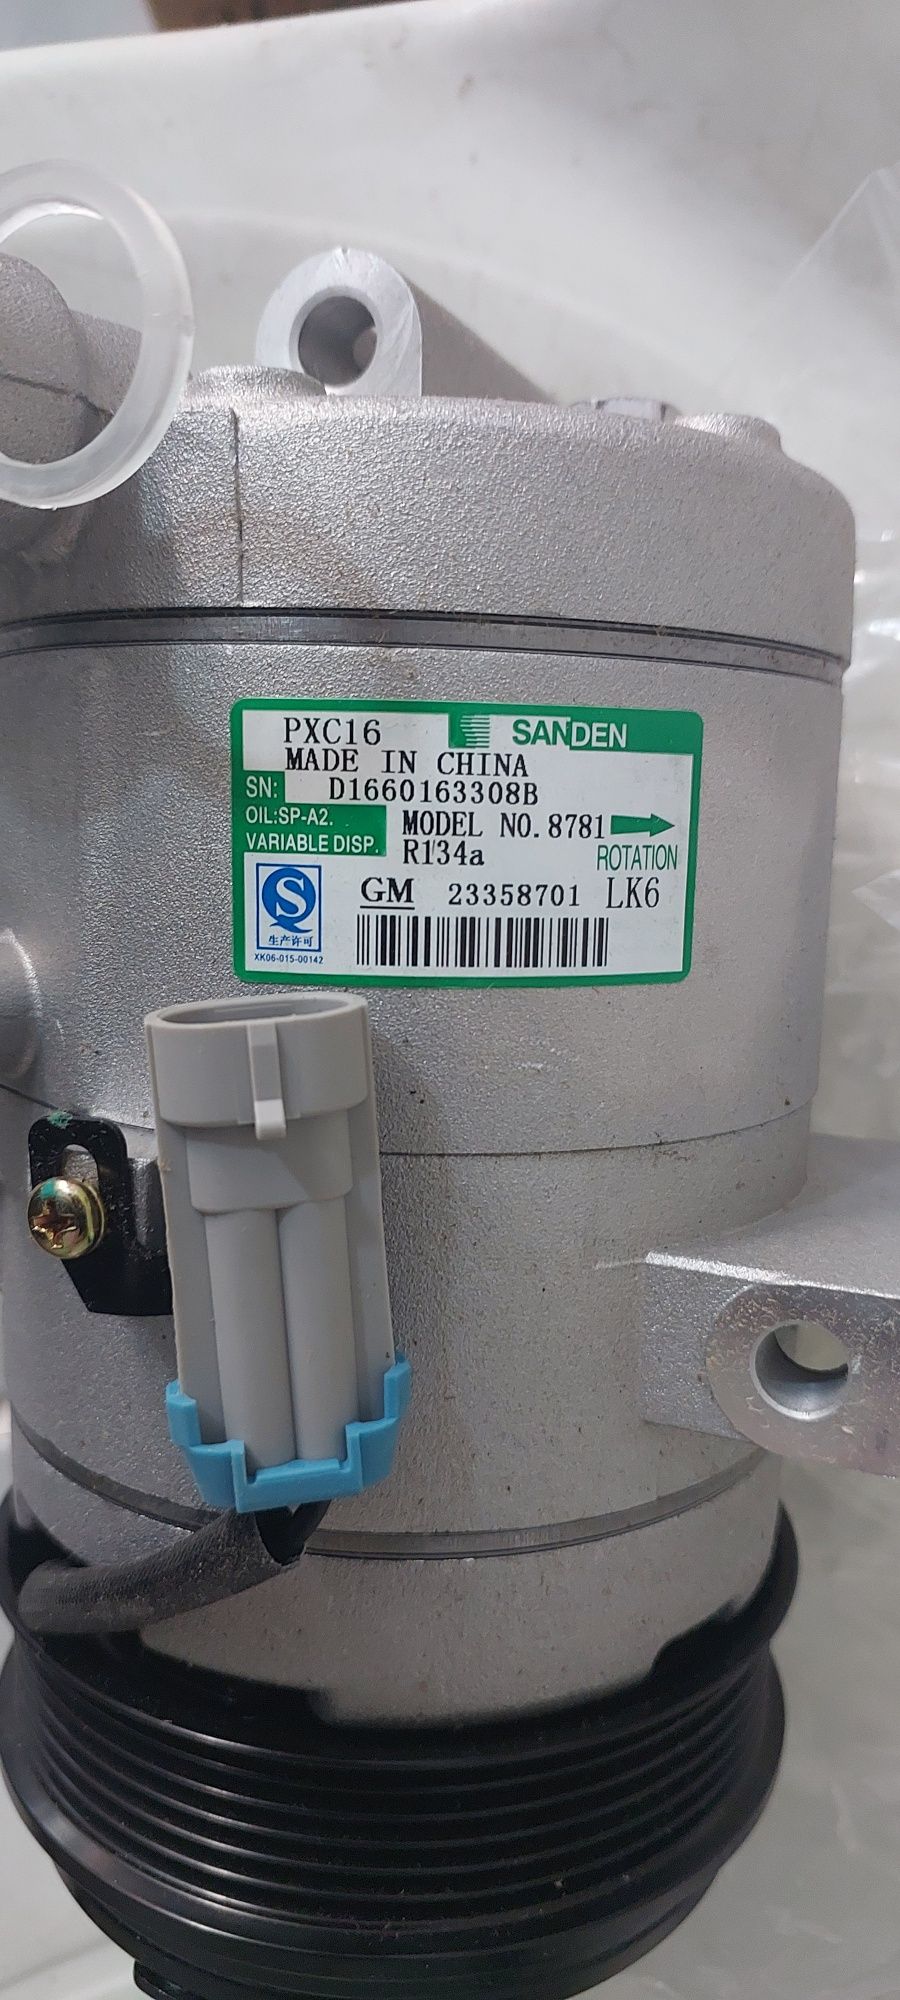 PXC16 SANDEN
MADE IN CHINA
SN: D1660163308B
OIL:SP-A2. MODEL NO. 8781
VARIABLE DISP. R134a ROTATION
GM 23358701 LK6
QS
生产许可
XK06-015-00142